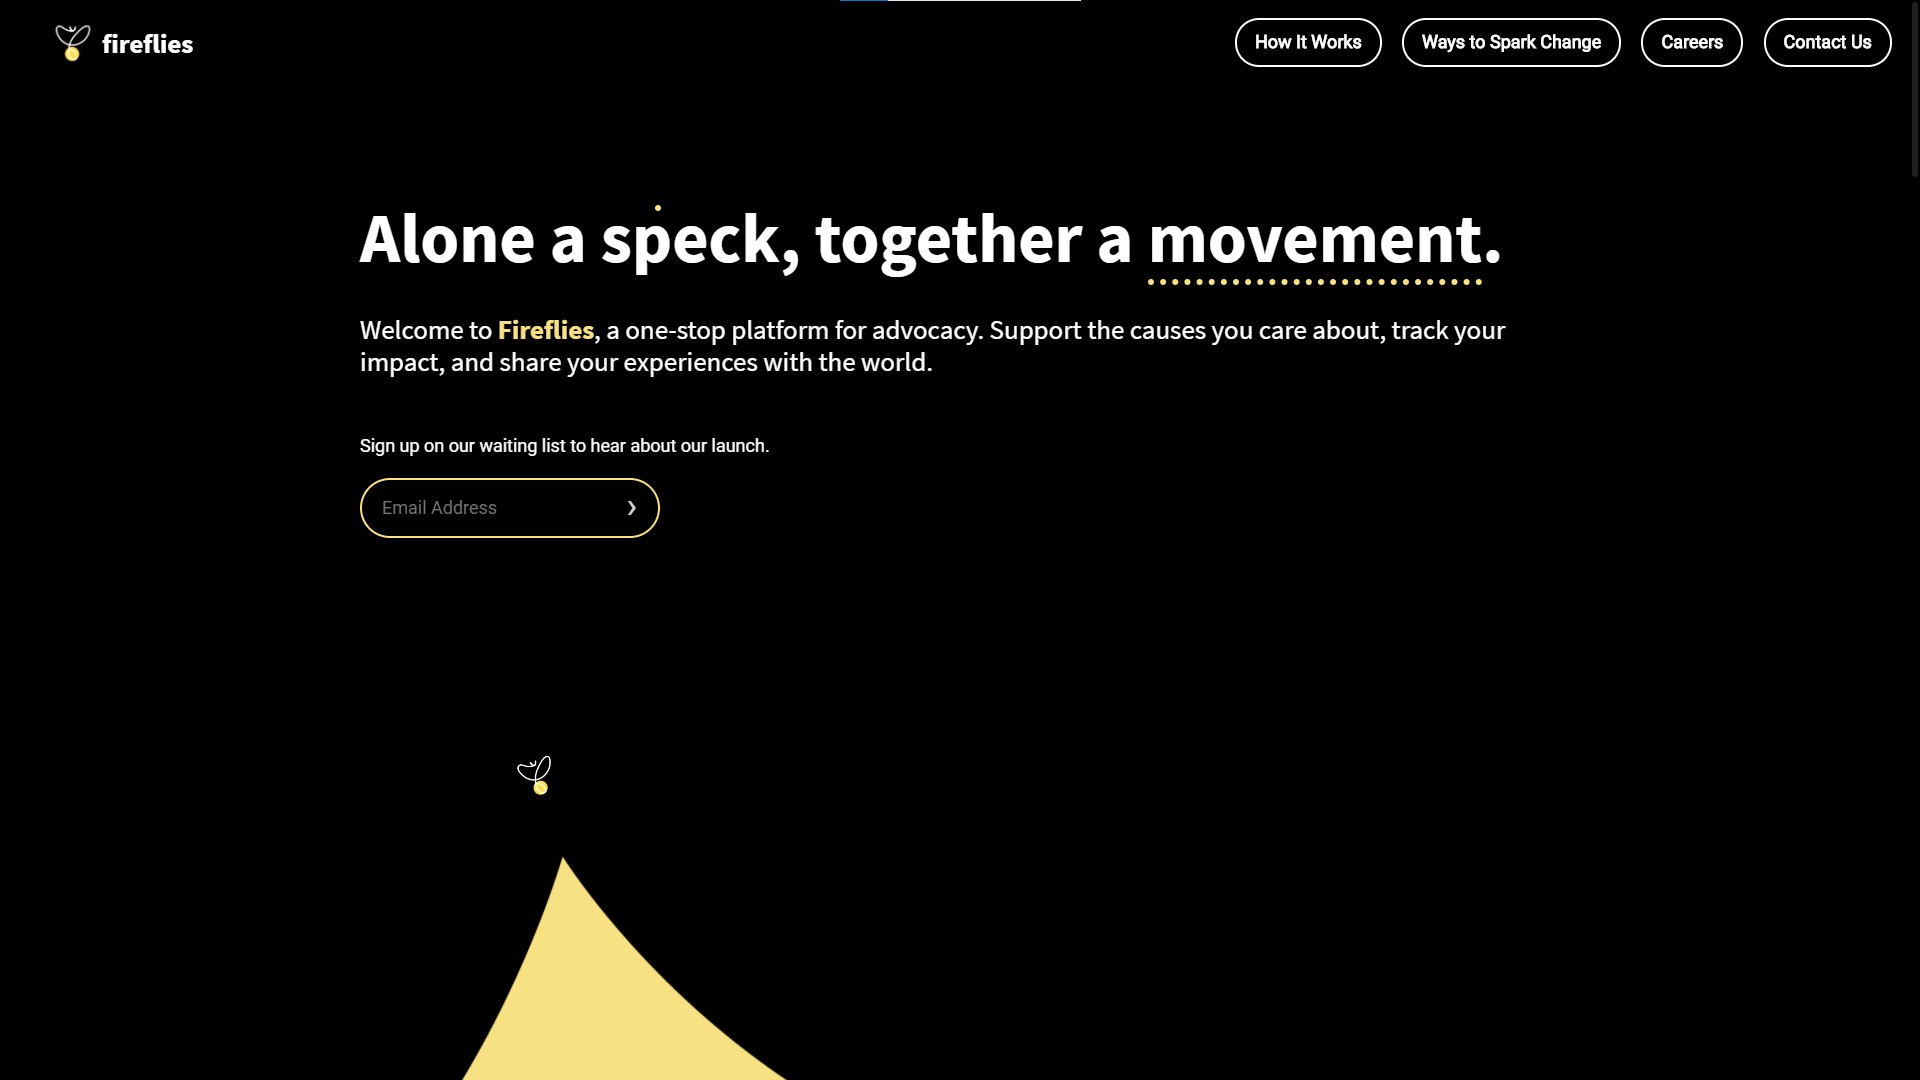 fireflies
How It Works
Ways to Spark Change
Careers
Contact Us
Alone a speck, together a movement.
Welcome to Fireflies, a one-stop platform for advocacy. Support the causes you care about, track your
impact, and share your experiences with the world.
Sign up on our waiting list to hear about our launch.
Email Address ❯